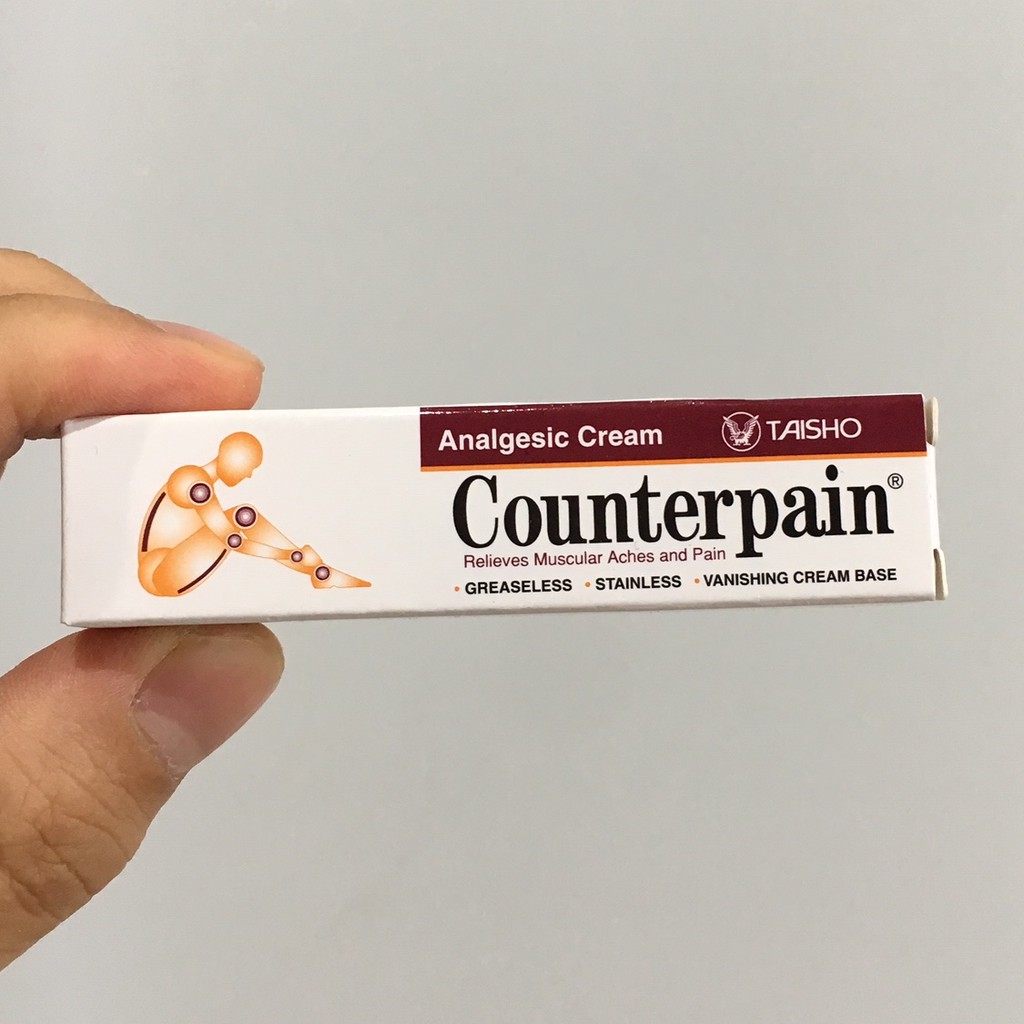 Analgesic Cream
TAISHO
Counterpain®
Relieves Muscular Aches and Pain
• GREASELESS • STAINLESS • VANISHING CREAM BASE